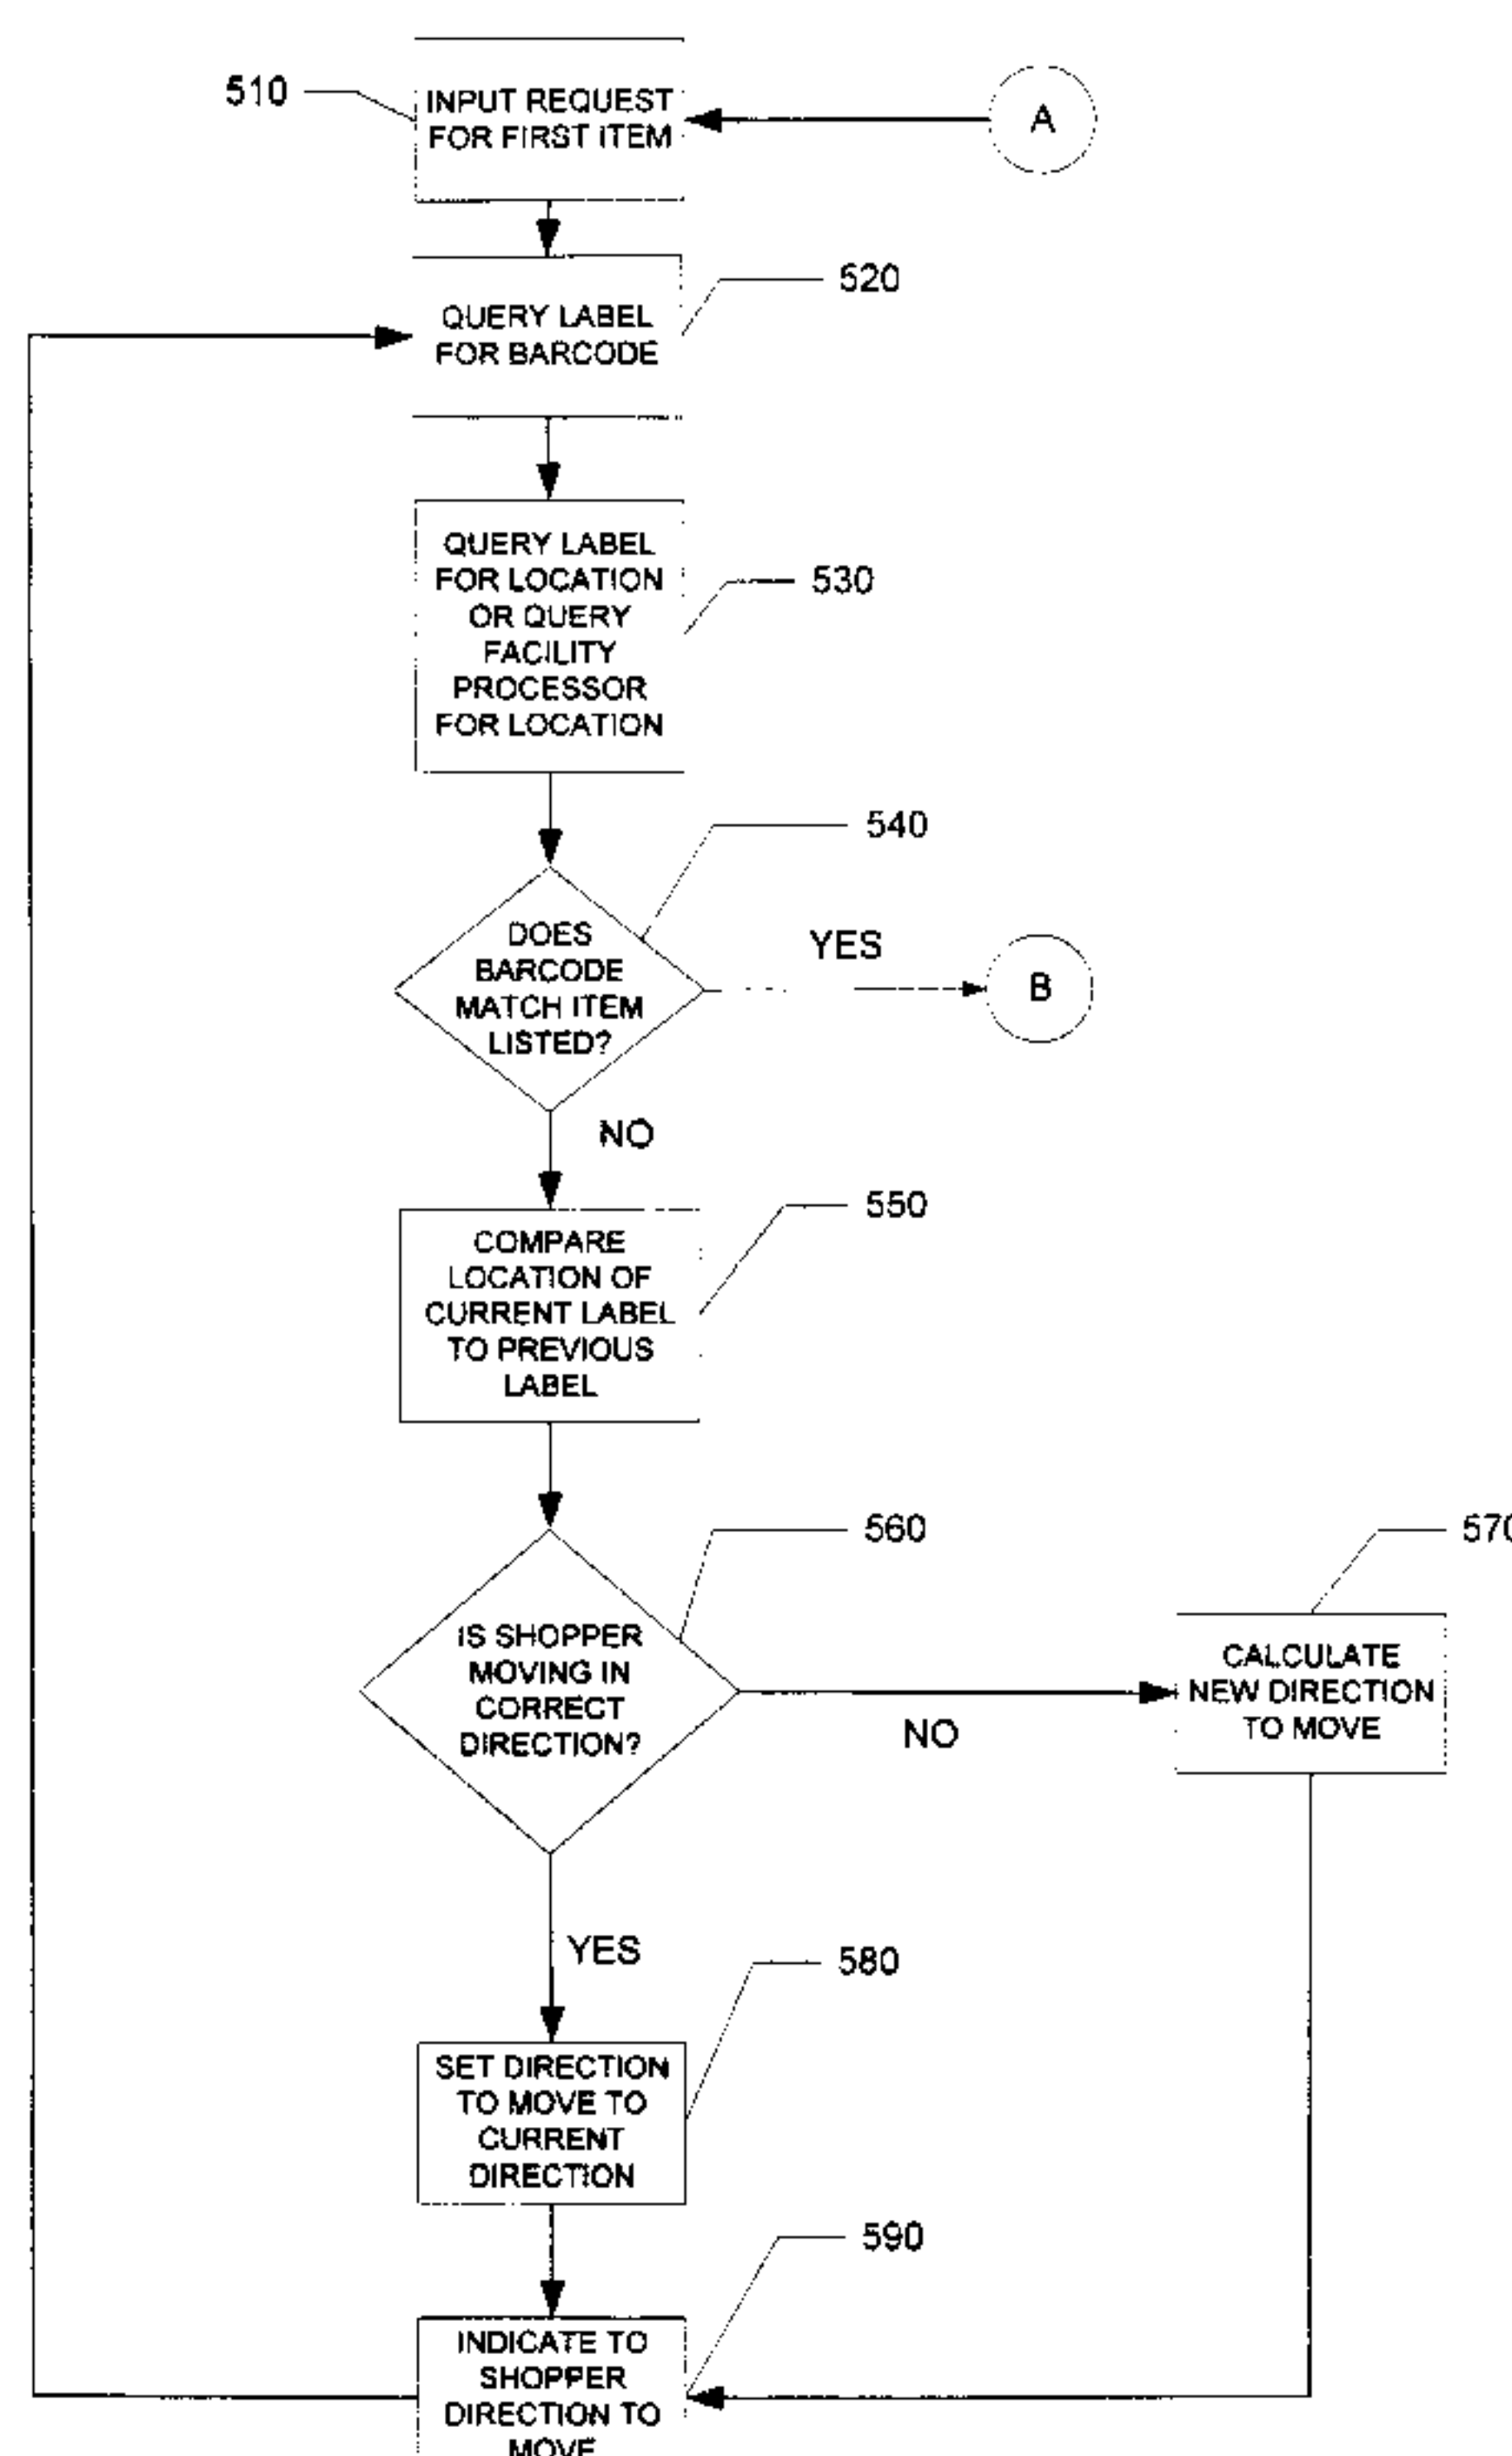 510
INPUT REQUEST
FOR FIRST ITEM
A
520
QUERY LABEL
FOR BARCODE
QUERY LABEL
FOR LOCATION
OR QUERY
FACILITY
PROCESSOR
FOR LOCATION
530
540
DOES
BARCODE
MATCH ITEM
LISTED?
YES
B
NO
550
COMPARE
LOCATION OF
CURRENT LABEL
TO PREVIOUS
LABEL
560
570
IS SHOPPER
MOVING IN
CORRECT
DIRECTION?
NO
CALCULATE
NEW DIRECTION
TO MOVE
YES
580
SET DIRECTION
TO MOVE TO
CURRENT
DIRECTION
590
INDICATE TO
SHOPPER
DIRECTION TO
MOVE